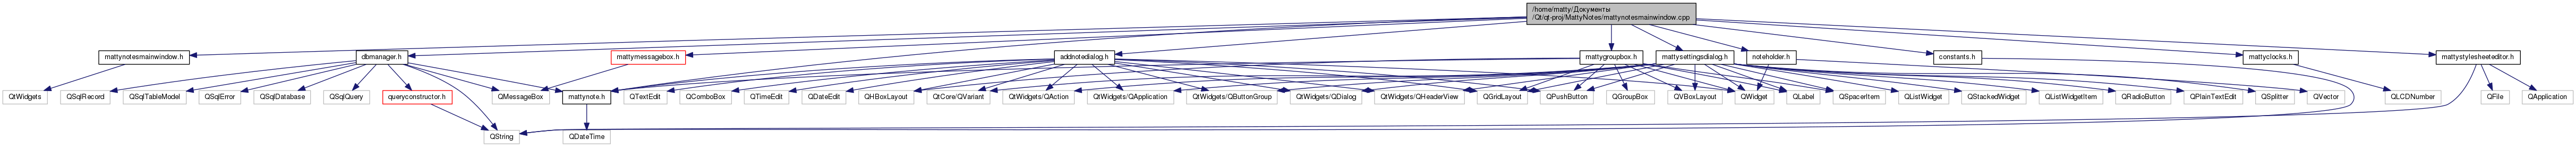 /home/matty/Документы
/Qt/qt-proj/MattyNotes/mattynotesmainwindow.cpp
mattynotesmainwindow.h
dbmanager.h
mattymessagebox.h
addnotedialog.h
mattygroupbox.h
mattysettingsdialog.h
noteholder.h
constants.h
mattyclocks.h
mattystylesheeteditor.h
QtWidgets
QSqlRecord
QSqlTableModel
QSqlError
QSqlDatabase
QSqlQuery
queryconstructor.h
QMessageBox
mattynote.h
QTextEdit
QComboBox
QTimeEdit
QDateEdit
QHBoxLayout
QtCore/QVariant
QtWidgets/QAction
QtWidgets/QApplication
QtWidgets/QButtonGroup
QtWidgets/QDialog
QtWidgets/QHeaderView
QGridLayout
QPushButton
QGroupBox
QVBoxLayout
QWidget
QLabel
QSpacerItem
QListWidget
QStackedWidget
QListWidgetItem
QRadioButton
QPlainTextEdit
QSplitter
QVector
QLCDNumber
QFile
QApplication
QString
QDateTime